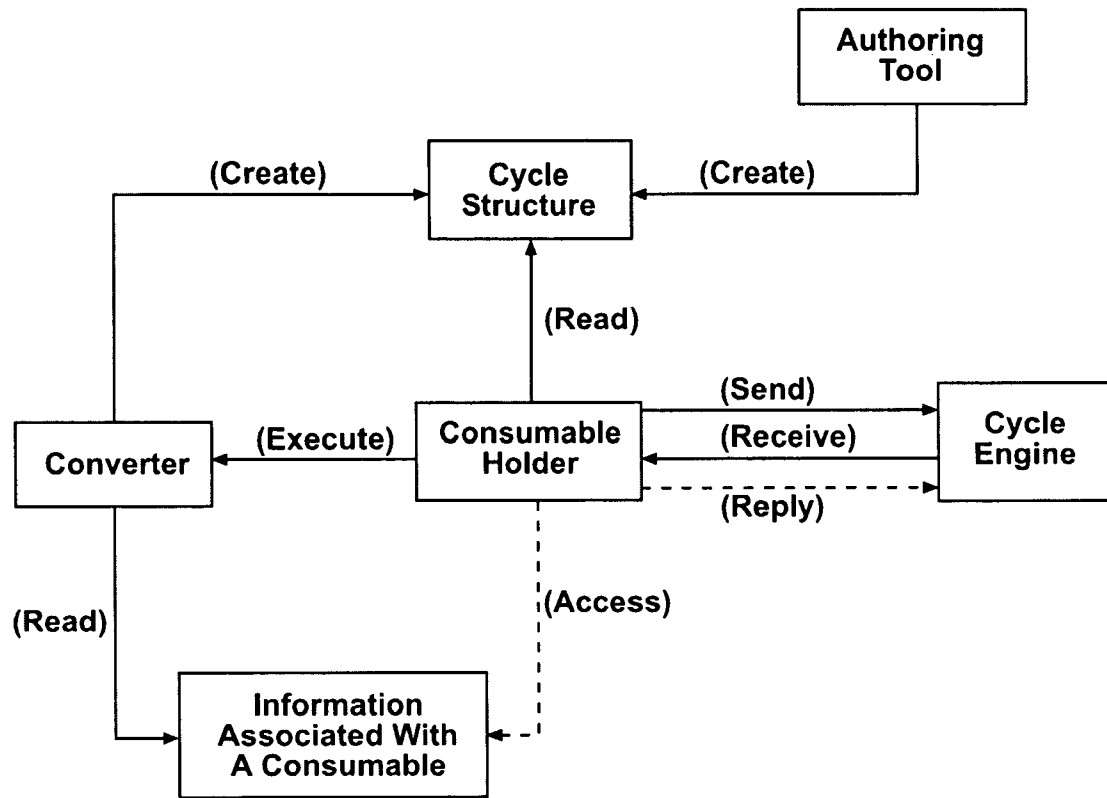 Authoring
Tool
(Create)
Cycle
Structure
(Create)
(Read)
(Send)
(Execute)
Consumable
Holder
(Receive)
Cycle
Engine
Converter
(Reply)
(Access)
(Read)
Information
Associated With
A Consumable